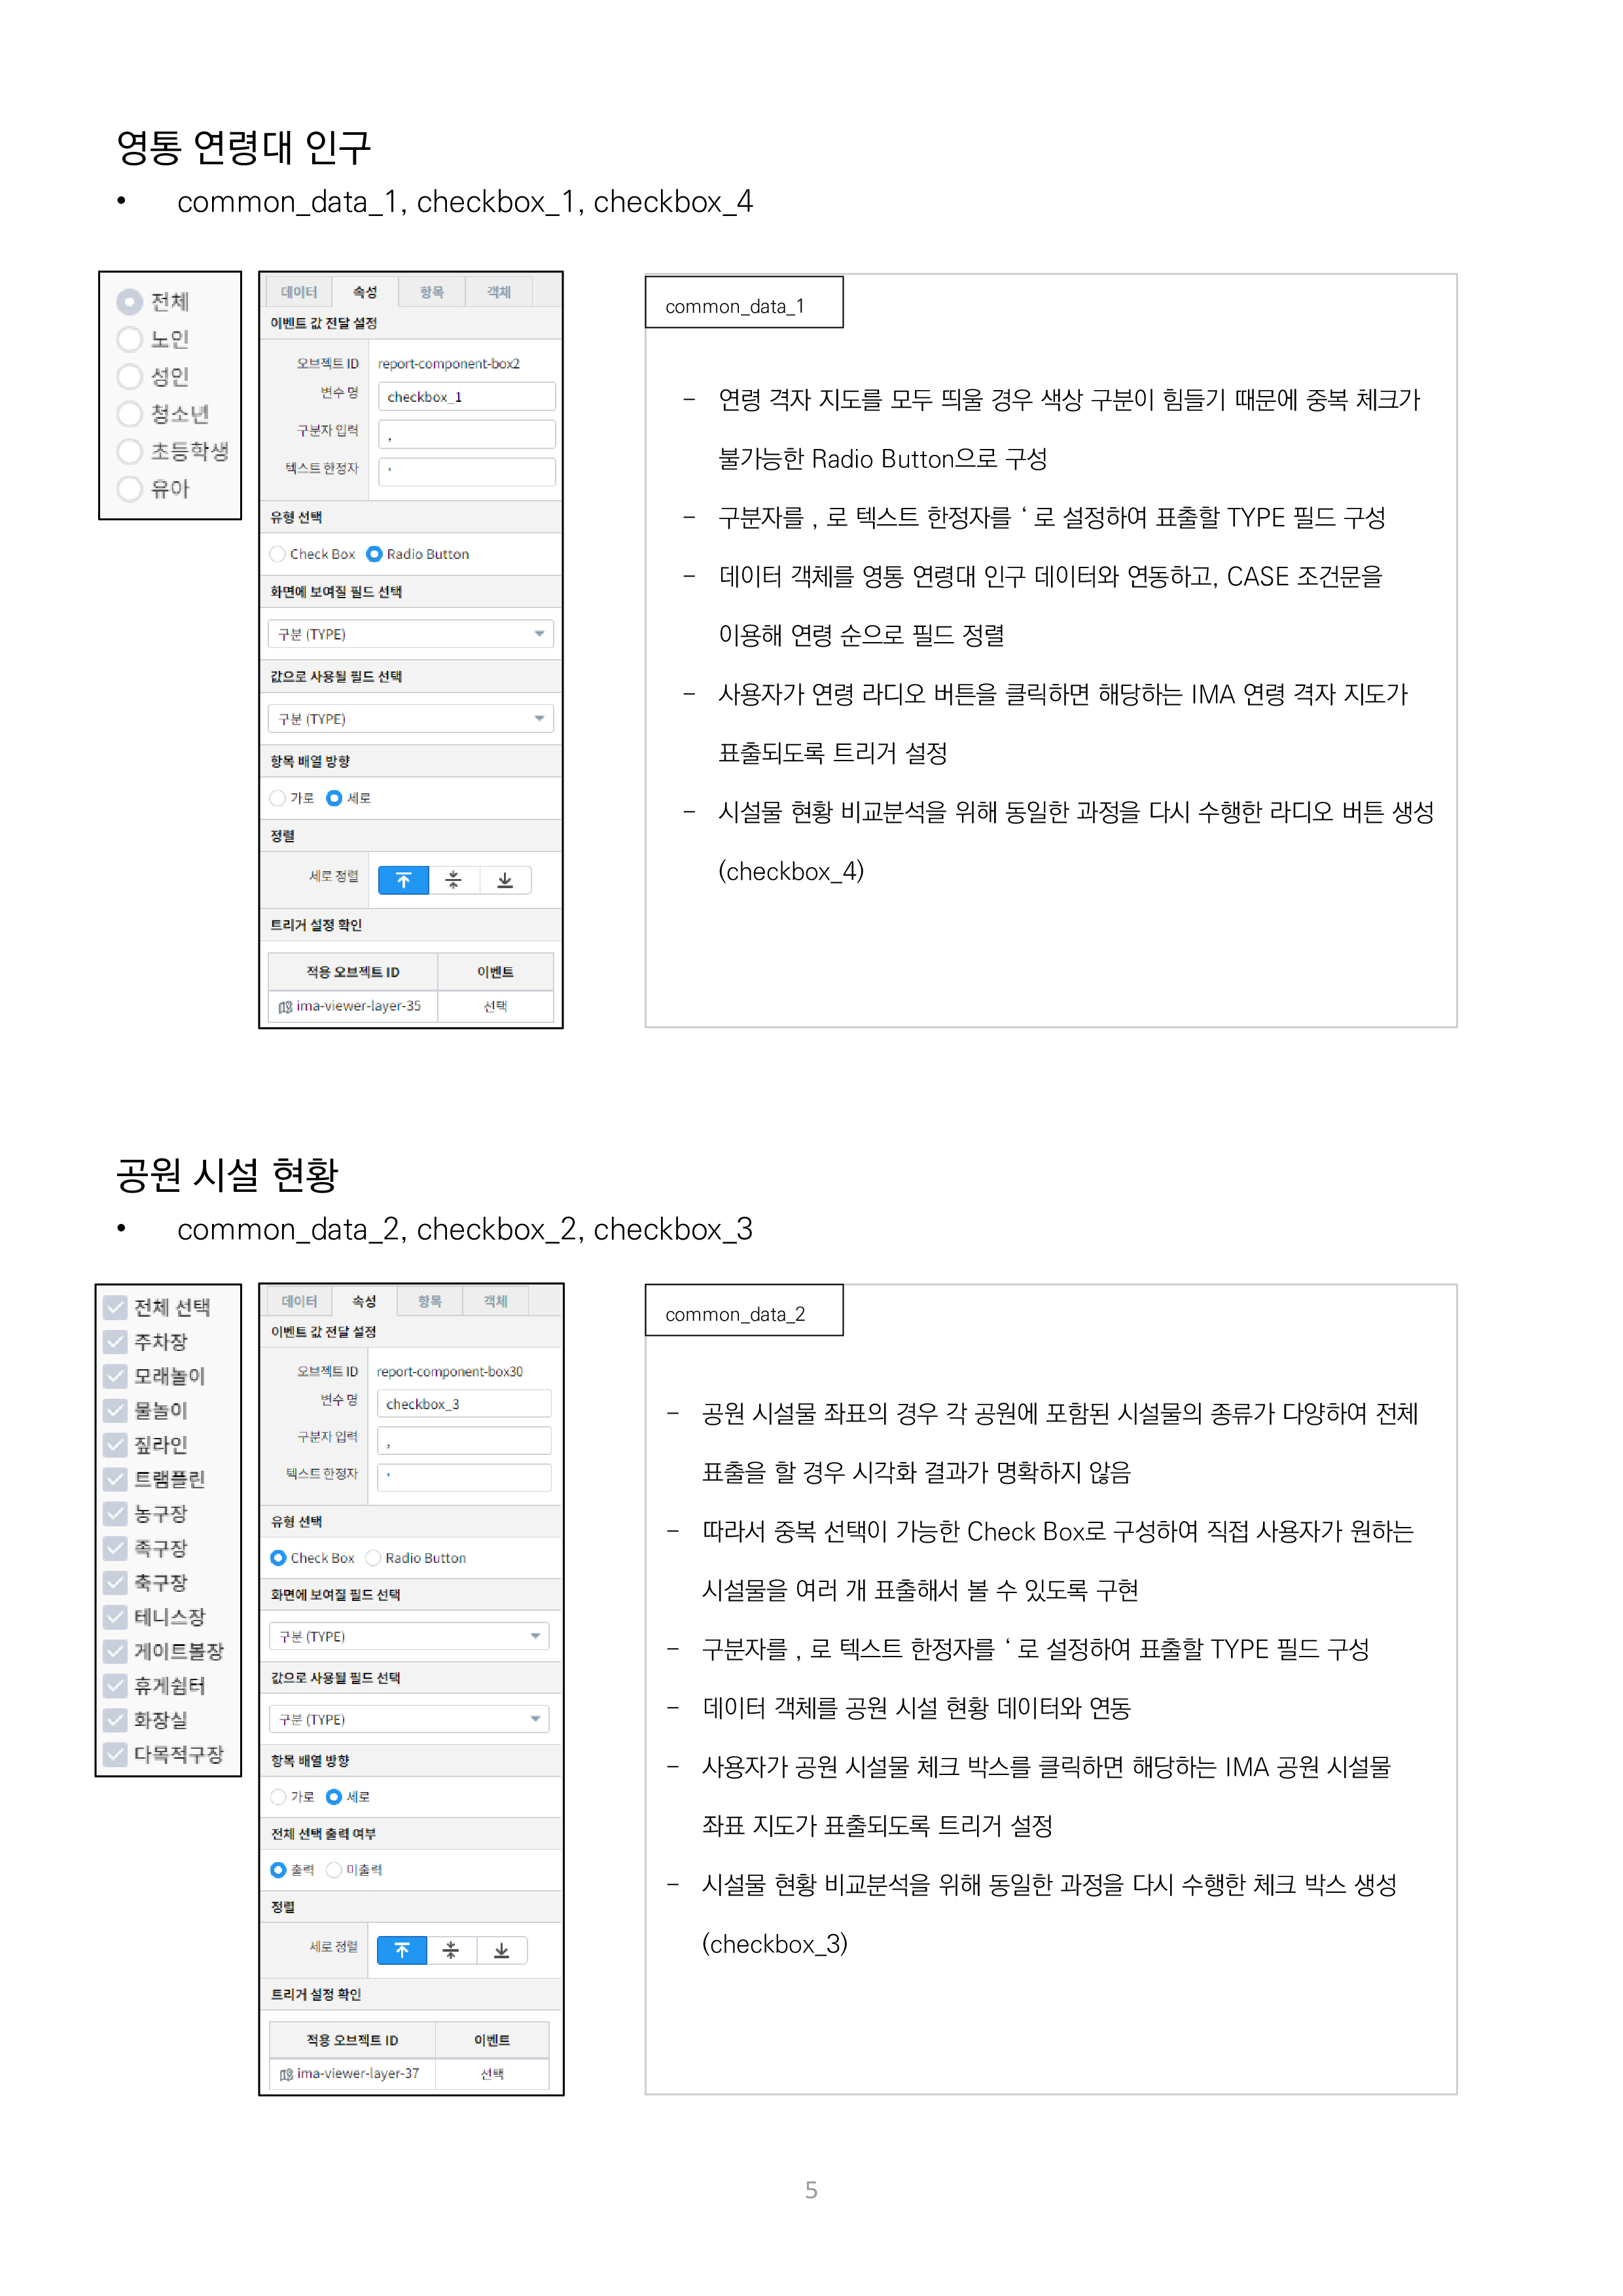 영통 연령대 인구
• common_data_1, checkbox_1, checkbox_4
전체
노인
성인
청소년
초등학생
유아
데이터 속성 항목 객체
이벤트 값 전달 설정
오브젝트 ID report-component-box2
변수 명 checkbox_1
구분자 입력 ,
텍스트 한정자 '
유형 선택
Check Box Radio Button
화면에 보여질 필드 선택
구분 (TYPE)
값으로 사용될 필드 선택
구분 (TYPE)
항목 배열 방향
가로 세로
정렬
세로 정렬
트리거 설정 확인
적용 오브젝트 ID 이벤트
ima-viewer-layer-35 선택
common_data_1
- 연령 격자 지도를 모두 띄울 경우 색상 구분이 힘들기 때문에 중복 체크가
불가능한 Radio Button으로 구성
- 구분자를 , 로 텍스트 한정자를 ‘ 로 설정하여 표출할 TYPE 필드 구성
- 데이터 객체를 영통 연령대 인구 데이터와 연동하고, CASE 조건문을
이용해 연령 순으로 필드 정렬
- 사용자가 연령 라디오 버튼을 클릭하면 해당하는 IMA 연령 격자 지도가
표출되도록 트리거 설정
- 시설물 현황 비교분석을 위해 동일한 과정을 다시 수행한 라디오 버튼 생성
(checkbox_4)
공원 시설 현황
• common_data_2, checkbox_2, checkbox_3
전체 선택
주차장
모래놀이
물놀이
짚라인
트램플린
농구장
족구장
축구장
테니스장
게이트볼장
휴게쉼터
화장실
다목적구장
데이터 속성 항목 객체
이벤트 값 전달 설정
오브젝트 ID report-component-box30
변수 명 checkbox_3
구분자 입력 ,
텍스트 한정자 '
유형 선택
Check Box Radio Button
화면에 보여질 필드 선택
구분 (TYPE)
값으로 사용될 필드 선택
구분 (TYPE)
항목 배열 방향
가로 세로
전체 선택 출력 여부
출력 미출력
정렬
세로 정렬
트리거 설정 확인
적용 오브젝트 ID 이벤트
ima-viewer-layer-37 선택
common_data_2
- 공원 시설물 좌표의 경우 각 공원에 포함된 시설물의 종류가 다양하여 전체
표출을 할 경우 시각화 결과가 명확하지 않음
- 따라서 중복 선택이 가능한 Check Box로 구성하여 직접 사용자가 원하는
시설물을 여러 개 표출해서 볼 수 있도록 구현
- 구분자를 , 로 텍스트 한정자를 ‘ 로 설정하여 표출할 TYPE 필드 구성
- 데이터 객체를 공원 시설 현황 데이터와 연동
- 사용자가 공원 시설물 체크 박스를 클릭하면 해당하는 IMA 공원 시설물
좌표 지도가 표출되도록 트리거 설정
- 시설물 현황 비교분석을 위해 동일한 과정을 다시 수행한 체크 박스 생성
(checkbox_3)
5